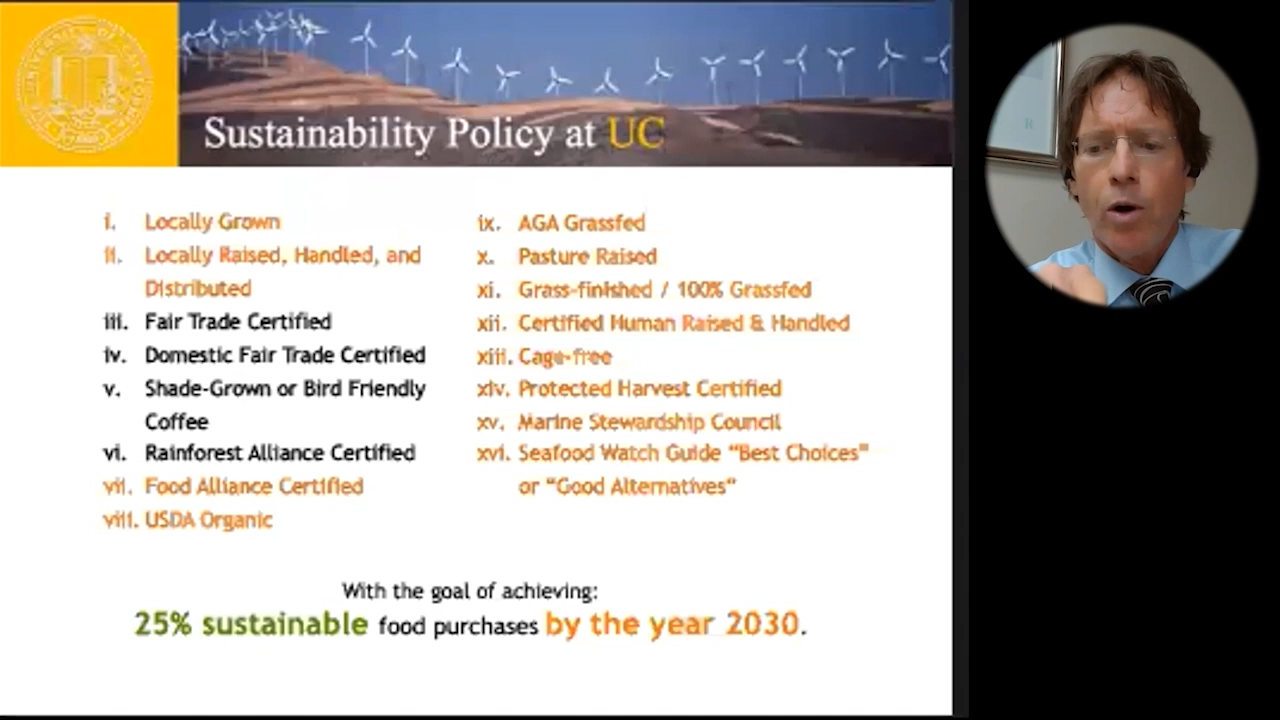 Sustainability Policy at UC
i. Locally Grown
ii. Locally Raised, Handled, and
Distributed
iii. Fair Trade Certified
iv. Domestic Fair Trade Certified
v. Shade-Grown or Bird Friendly
Coffee
vi. Rainforest Alliance Certified
vii. Food Alliance Certified
viii. USDA Organic
ix. AGA Grassfed
x. Pasture Raised
xi. Grass-finished / 100% Grassfed
xii. Certified Human Raised & Handled
xiii. Cage-free
xiv. Protected Harvest Certified
xv. Marine Stewardship Council
xvi. Seafood Watch Guide “Best Choices”
or “Good Alternatives”
With the goal of achieving:
25% sustainable food purchases by the year 2030.